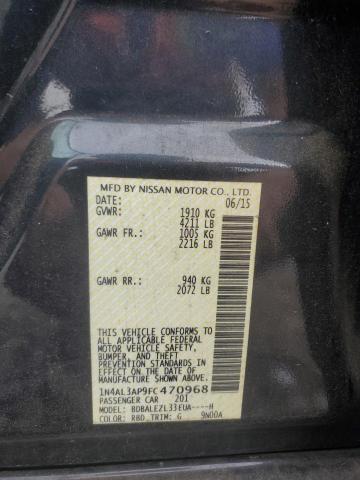 MFD BY NISSAN MOTOR CO., LTD.
DATE: 06/15
GVWR: 1910 KG
4211 LB
GAWR FR.: 1005 KG
2216 LB
GAWR RR.: 940 KG
2072 LB
THIS VEHICLE CONFORMS TO
ALL APPLICABLE FEDERAL
MOTOR VEHICLE SAFETY,
BUMPER, AND THEFT
PREVENTION STANDARDS IN
EFFECT ON THE DATE OF
MANUFACTURE SHOWN ABOVE.
1N4AL3AP9FC470968
PASSENGER CAR 201
MODEL: BDBALEZL33EUA----H
COLOR: RBD TRIM: G 9N00A